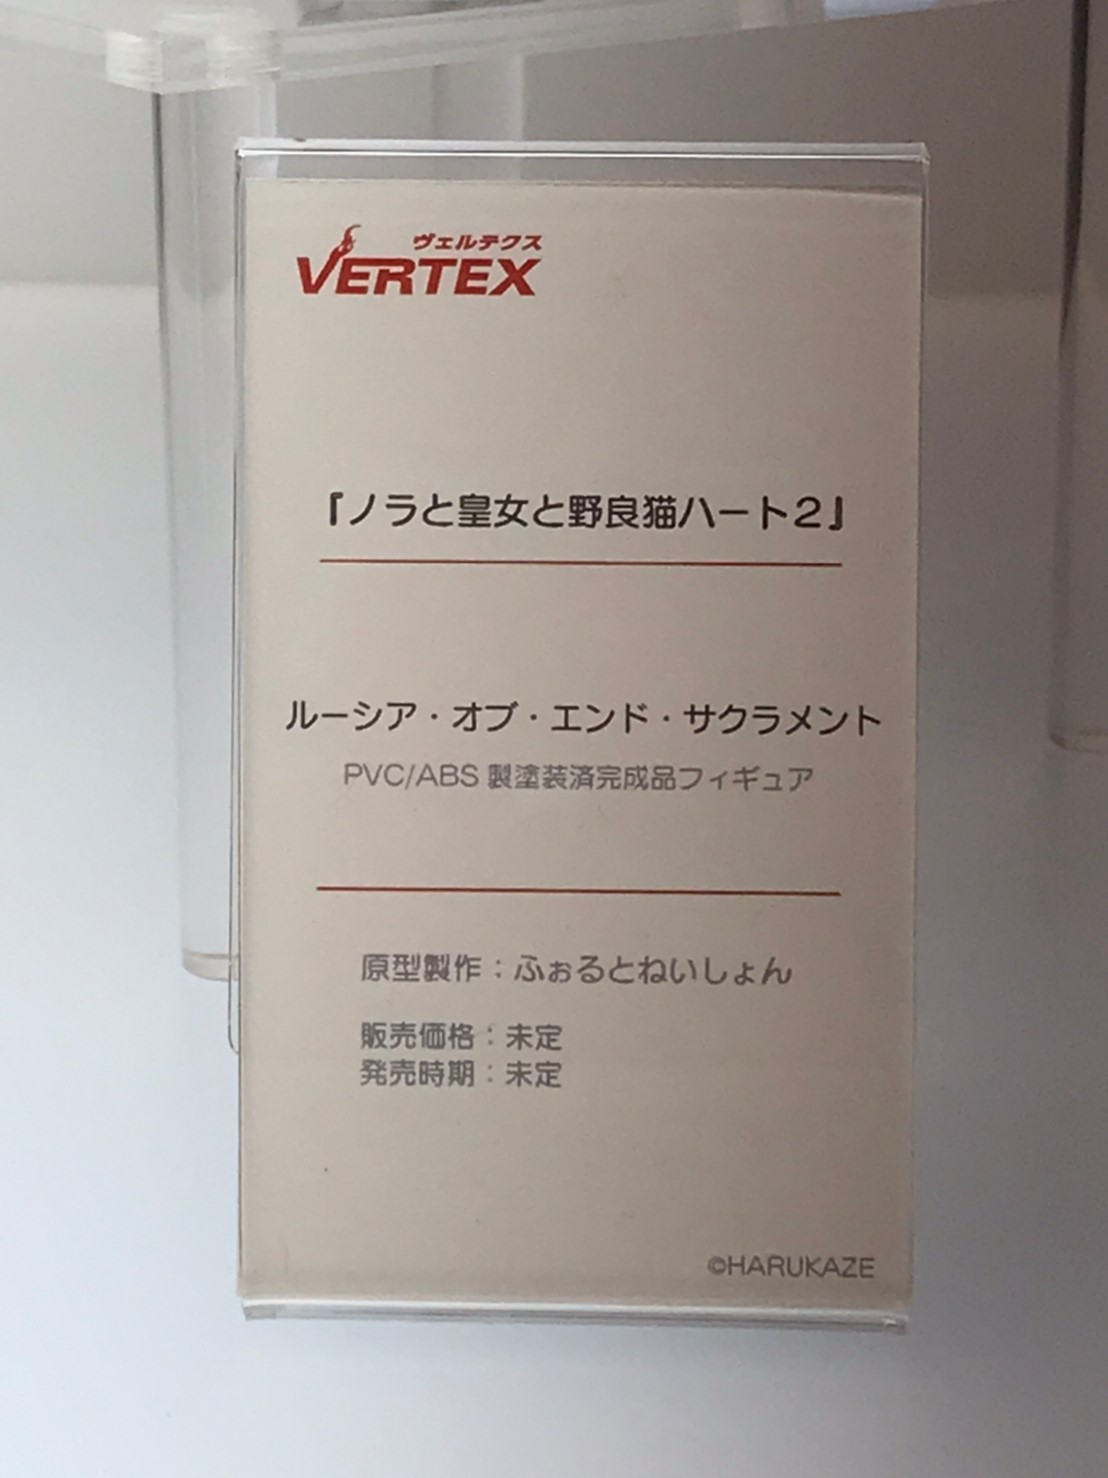 ヴェルテクス
VERTEX
『ノラと皇女と野良猫ハート2』
ルーシア・オブ・エンド・サクラメント
PVC/ABS 製塗装済完成品フィギュア
原型製作：ふぉるとねいしょん
販売価格：未定
発売時期：未定
©HARUKAZE